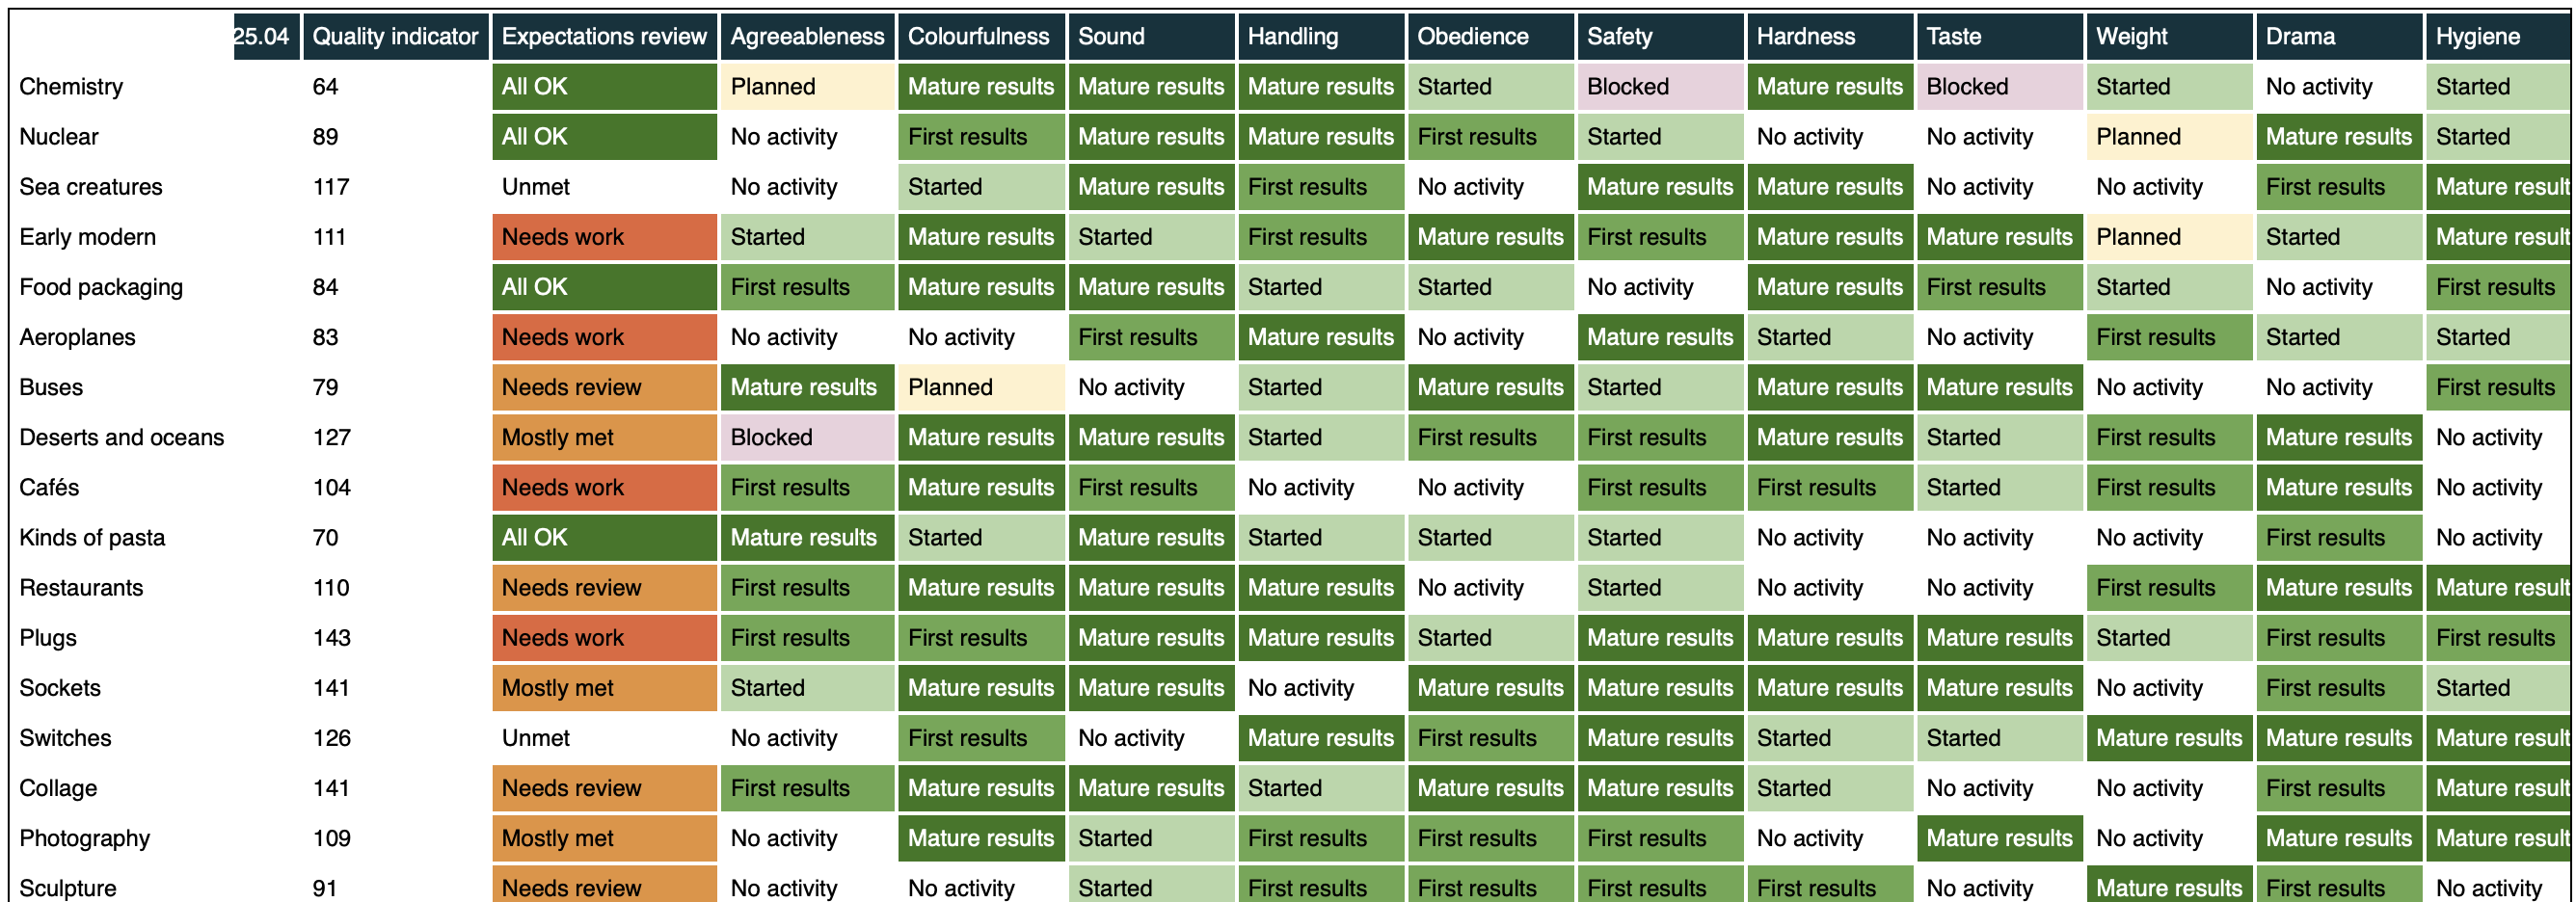 25.04 Quality indicator Expectations review Agreeableness Colourfulness Sound Handling Obedience Safety Hardness Taste Weight Drama Hygiene
Chemistry 64 All OK Planned Mature results Mature results Mature results Started Blocked Mature results Blocked Started No activity Started
Nuclear 89 All OK No activity First results Mature results Mature results First results Started No activity No activity Planned Mature results Started
Sea creatures 117 Unmet No activity Started Mature results First results No activity Mature results Mature results No activity No activity First results Mature result
Early modern 111 Needs work Started Mature results Started First results Mature results First results Mature results Mature results Planned Started Mature result
Food packaging 84 All OK First results Mature results Mature results Started Started No activity Mature results First results Started No activity First results
Aeroplanes 83 Needs work No activity No activity First results Mature results No activity Mature results Started No activity First results Started Started
Buses 79 Needs review Mature results Planned No activity Started Mature results Started Mature results Mature results No activity No activity First results
Deserts and oceans 127 Mostly met Blocked Mature results Mature results Started First results First results Mature results Started First results Mature results No activity
Cafés 104 Needs work First results Mature results First results No activity No activity First results First results Started First results Mature results No activity
Kinds of pasta 70 All OK Mature results Started Mature results Started Started Started No activity No activity No activity First results No activity
Restaurants 110 Needs review First results Mature results Mature results Mature results No activity Started No activity No activity First results Mature results Mature result
Plugs 143 Needs work First results First results Mature results Mature results Started Mature results Mature results Mature results Started First results First results
Sockets 141 Mostly met Started Mature results Mature results No activity Mature results Mature results Mature results Mature results No activity First results Started
Switches 126 Unmet No activity First results No activity Mature results First results Mature results Started Started Mature results Mature results Mature result
Collage 141 Needs review First results Mature results Mature results Started Mature results Mature results Started No activity No activity First results Mature result
Photography 109 Mostly met No activity Mature results Started First results First results First results No activity Mature results No activity Mature results Mature result
Sculpture 91 Needs review No activity No activity Started First results First results First results First results No activity Mature results First results No activity